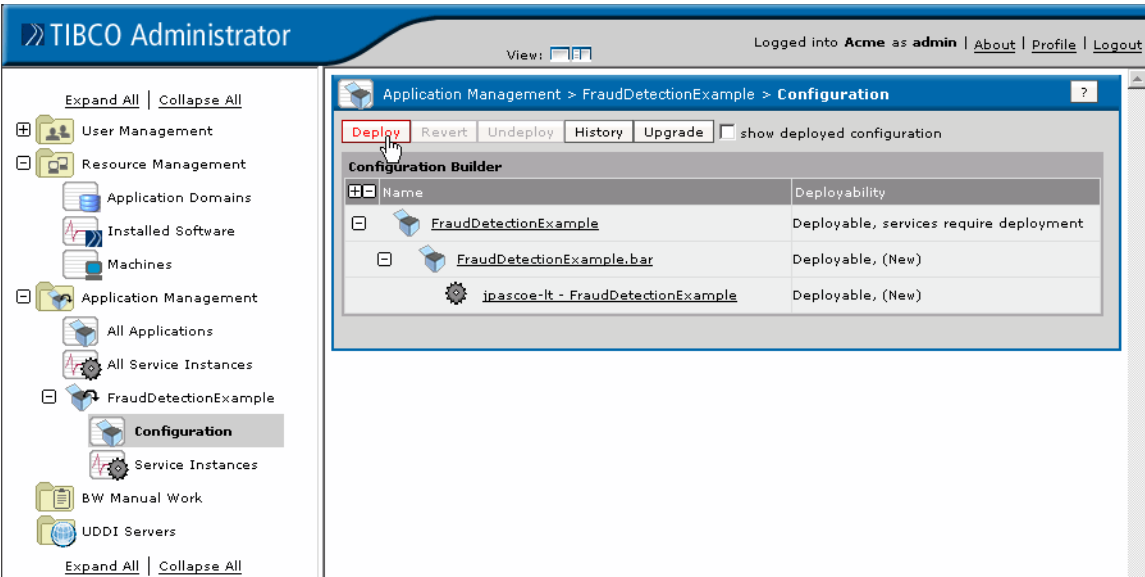 TIBCO Administrator
View:
Logged into Acme as admin | About | Profile | Logout
Expand All | Collapse All
User Management
Resource Management
Application Domains
Installed Software
Machines
Application Management
All Applications
All Service Instances
FraudDetectionExample
Configuration
Service Instances
BW Manual Work
UDDI Servers
Expand All | Collapse All
Application Management > FraudDetectionExample > Configuration ?
Deploy Revert Undeploy History Upgrade show deployed configuration
Configuration Builder
Name Deployability
FraudDetectionExample Deployable, services require deployment
FraudDetectionExample.bar Deployable, (New)
jpascoe-lt - FraudDetectionExample Deployable, (New)